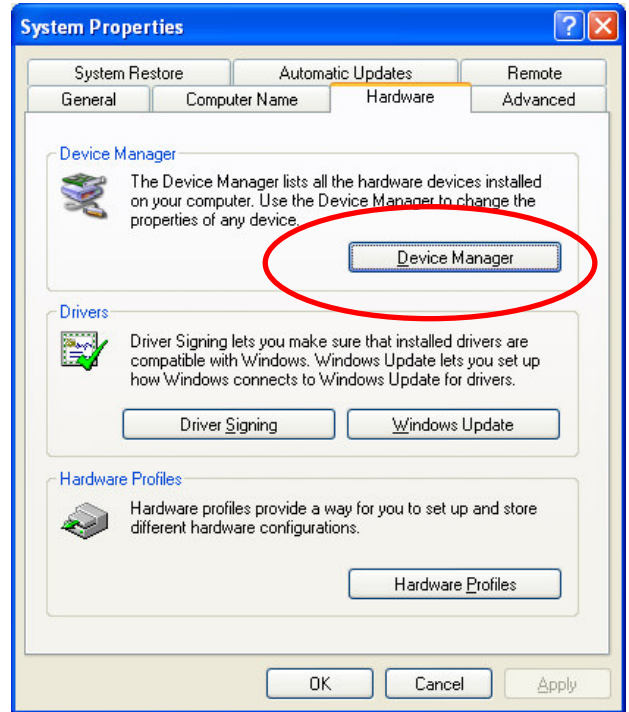 System Properties
System Restore Automatic Updates Remote
General Computer Name Hardware Advanced
Device Manager
The Device Manager lists all the hardware devices installed
on your computer. Use the Device Manager to change the
properties of any device.
Device Manager
Drivers
Driver Signing lets you make sure that installed drivers are
compatible with Windows. Windows Update lets you set up
how Windows connects to Windows Update for drivers.
Driver Signing Windows Update
Hardware Profiles
Hardware profiles provide a way for you to set up and store
different hardware configurations.
Hardware Profiles
OK Cancel Apply